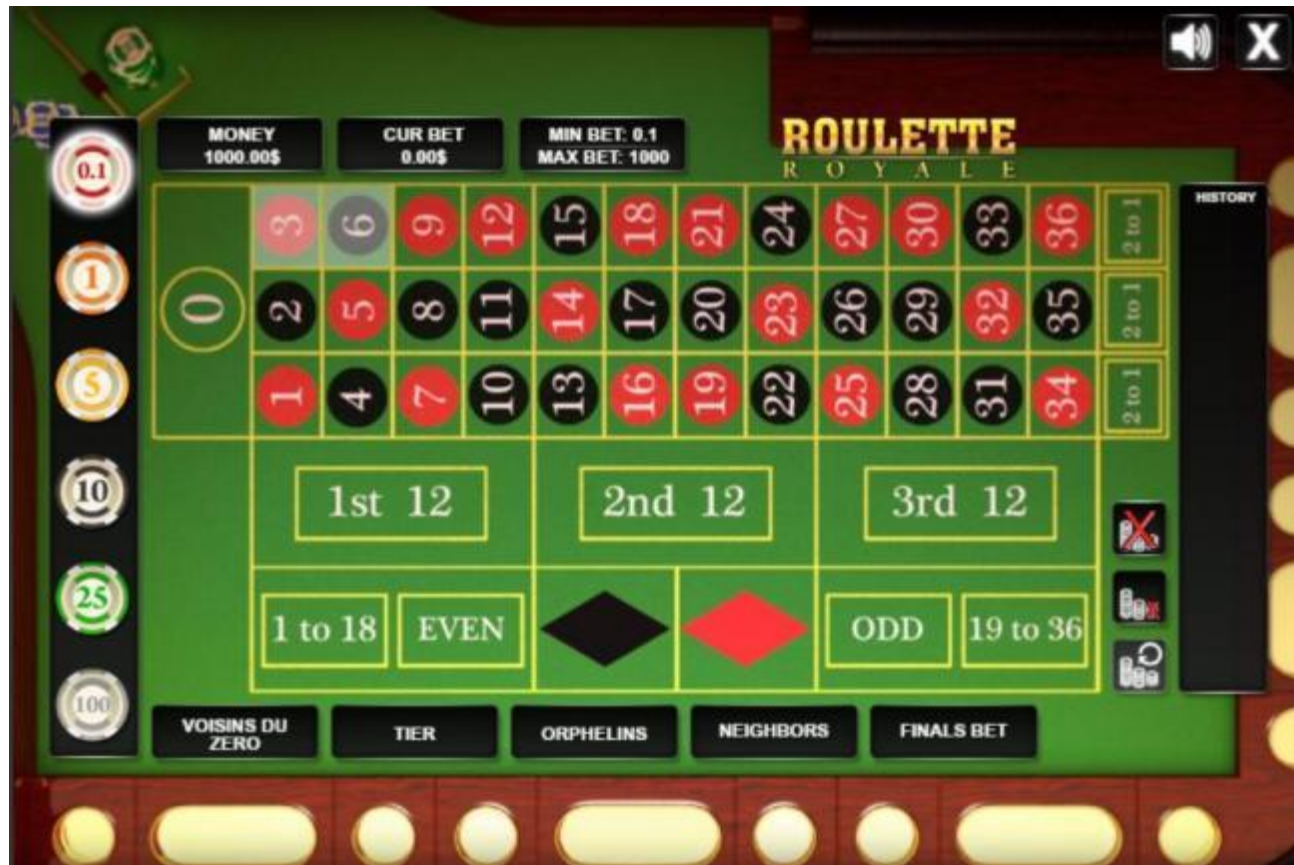 X
MONEY
1000.00$
CUR BET
0.00$
MIN BET: 0.1
MAX BET: 1000
ROULETTE
ROYALE
HISTORY
0.1
1
5
10
25
100
0
3 6 9 12 15 18 21 24 27 30 33 36 2 to 1
2 5 8 11 14 17 20 23 26 29 32 35 2 to 1
1 4 7 10 13 16 19 22 25 28 31 34 2 to 1
1st 12 2nd 12 3rd 12
1 to 18 EVEN ODD 19 to 36
VOISINS DU
ZERO
TIER
ORPHELINS
NEIGHBORS
FINALS BET